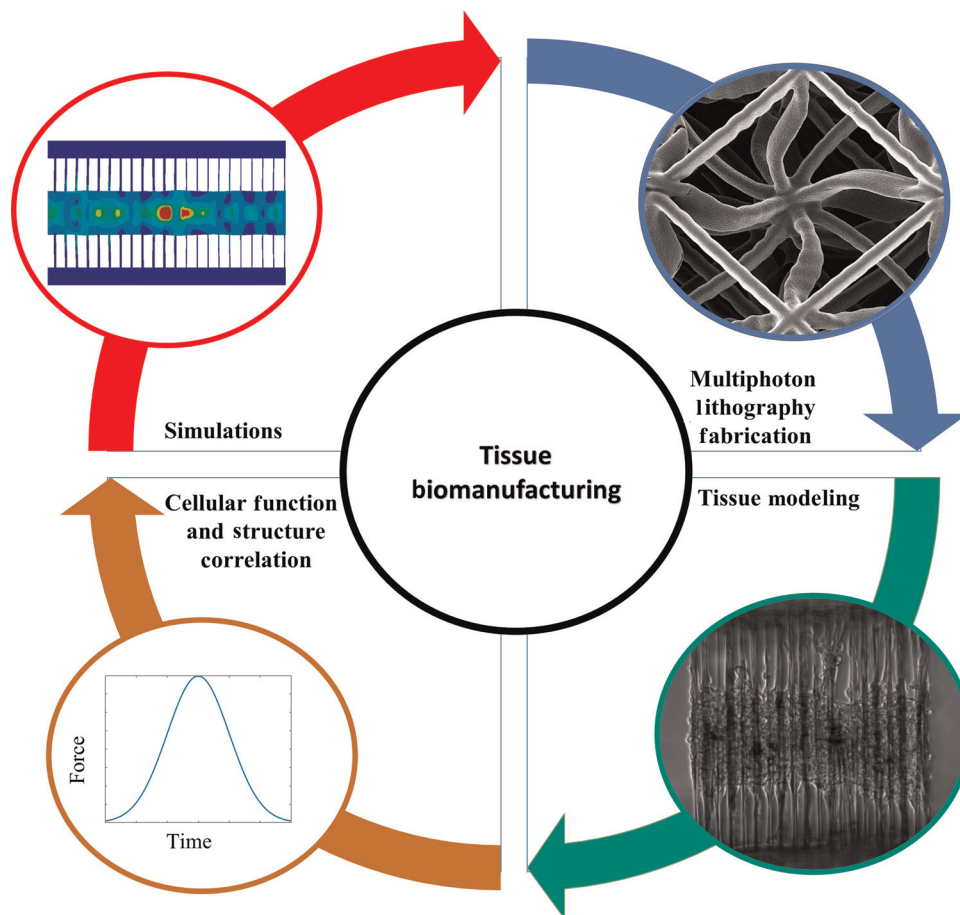 Simulations
Multiphoton
lithography
fabrication
Tissue
biomanufacturing
Cellular function
and structure
correlation
Tissue modeling
Force
Time